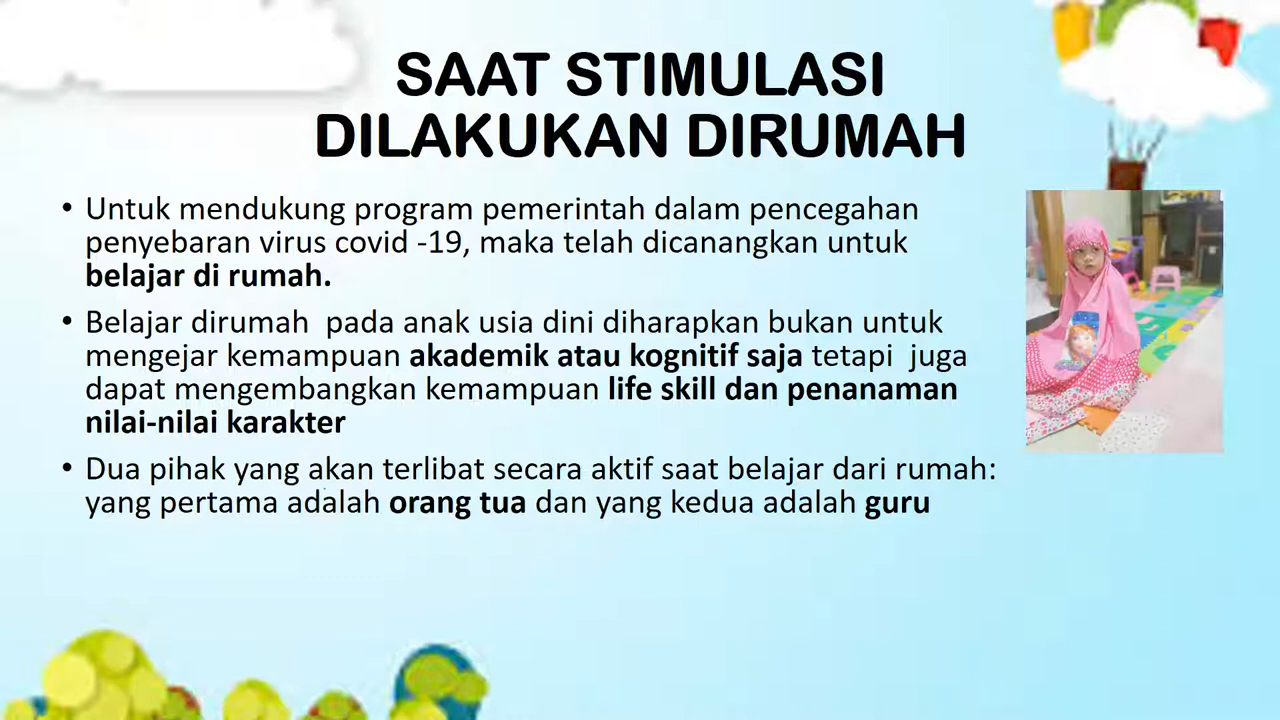 SAAT STIMULASI
DILAKUKAN DIRUMAH
• Untuk mendukung program pemerintah dalam pencegahan
penyebaran virus covid -19, maka telah dicanangkan untuk
belajar di rumah.
• Belajar dirumah  pada anak usia dini diharapkan bukan untuk
mengejar kemampuan akademik atau kognitif saja tetapi  juga
dapat mengembangkan kemampuan life skill dan penanaman
nilai-nilai karakter
• Dua pihak yang akan terlibat secara aktif saat belajar dari rumah:
yang pertama adalah orang tua dan yang kedua adalah guru